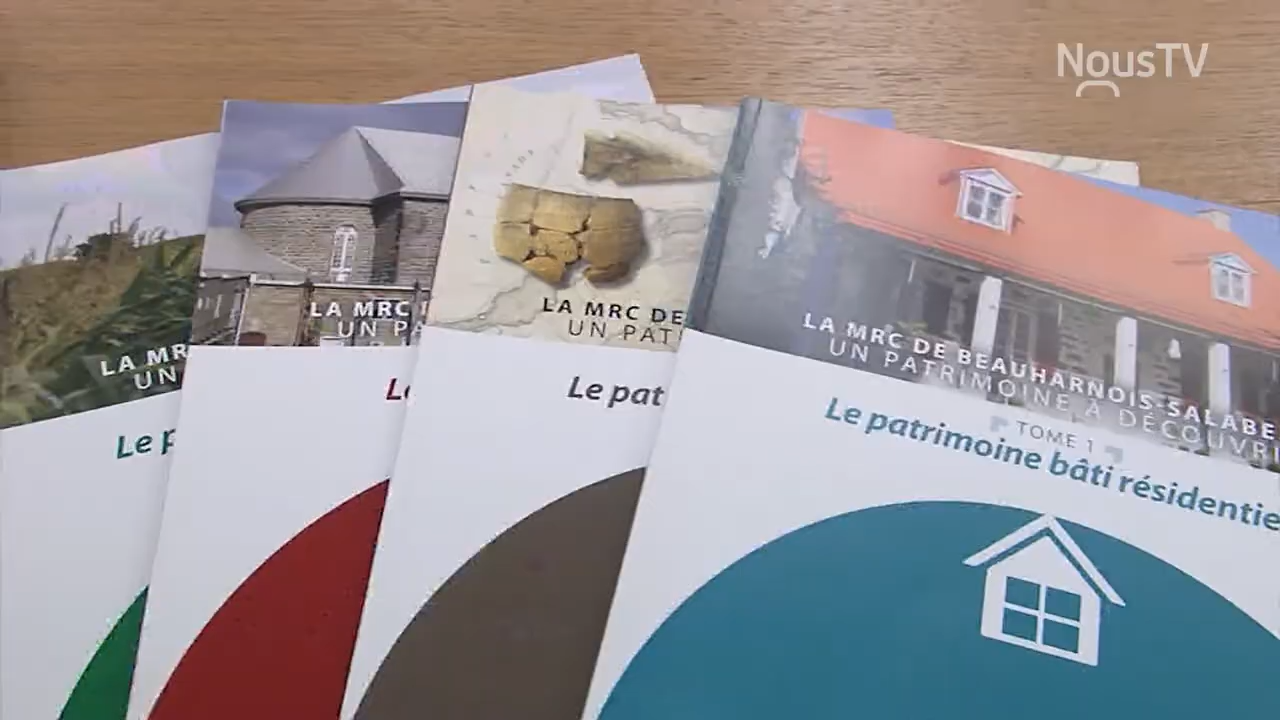 NousTV
LA MR
UN
Le p
LA MRC
UN PA
L
LA MRC DE
UN PAT
Le pat
LA MRC DE BEAUHARNOIS-SALABE
UN PATRIMOINE À DÉCOUVRI
TOME 1
Le patrimoine bâti résidentie